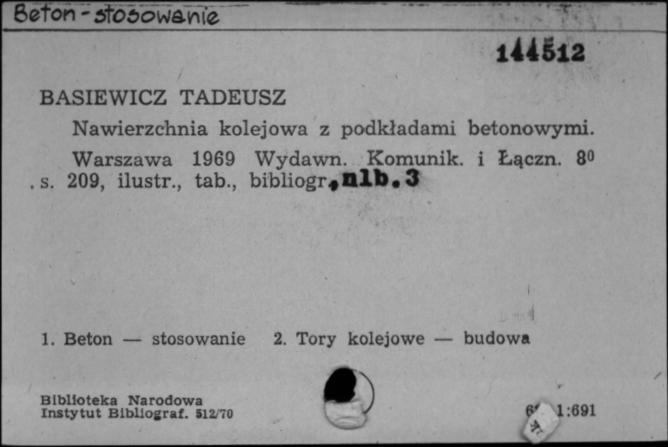 Beton - stosowanie
144512
BASIEWICZ TADEUSZ
Nawierzchnia kolejowa z podkładami betonowymi.
Warszawa 1969 Wydawn. Komunik. i Łączn. 8⁰
s. 209, ilustr., tab., bibliogr., nlb. 3
1. Beton — stosowanie 2. Tory kolejowe — budowa
Biblioteka Narodowa
Instytut Bibliograf. 512/70
1:691